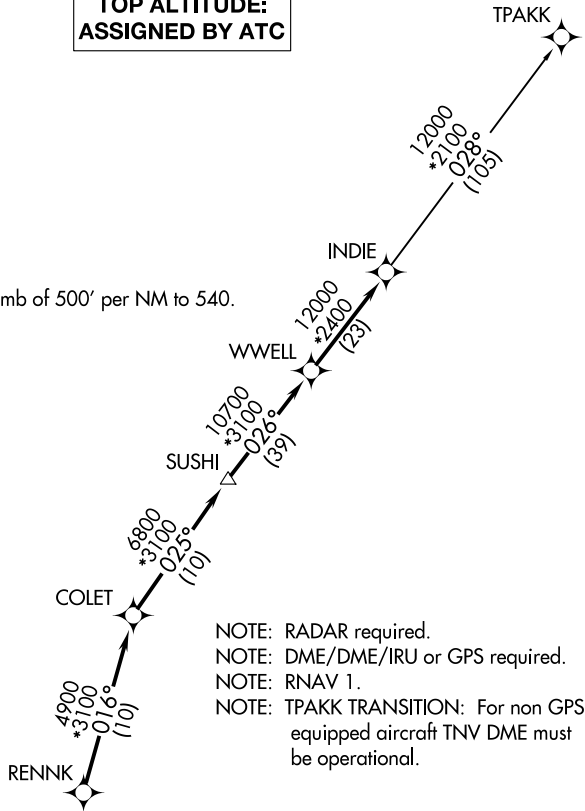 TOP ALTITUDE:
ASSIGNED BY ATC
TPAKK
12000
*2100
028°
(105)
INDIE
mb of 500' per NM to 540.
12000
*2400
(23)
WWELL
10700
*3100
026°
(39)
SUSHI
6800
*3100
025°
(10)
COLET
NOTE: RADAR required.
NOTE: DME/DME/IRU or GPS required.
NOTE: RNAV 1.
NOTE: TPAKK TRANSITION: For non GPS
equipped aircraft TNV DME must
be operational.
4900
*3100
016°
(10)
RENNK